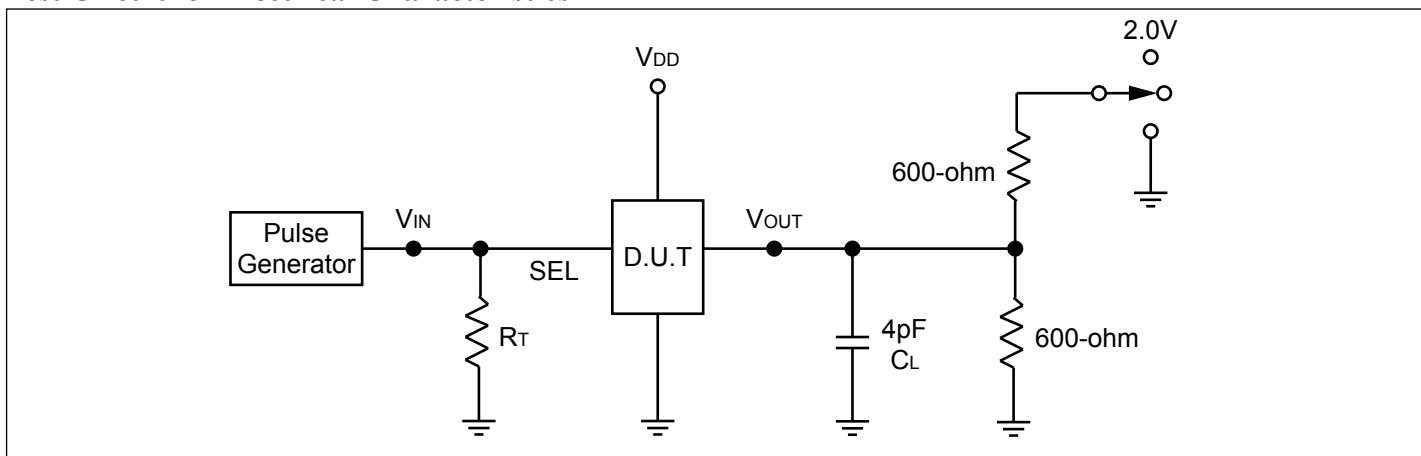 2.0V
VDD
600-ohm
VIN
VOUT
Pulse
Generator
SEL
D.U.T
RT
4pF
CL
600-ohm